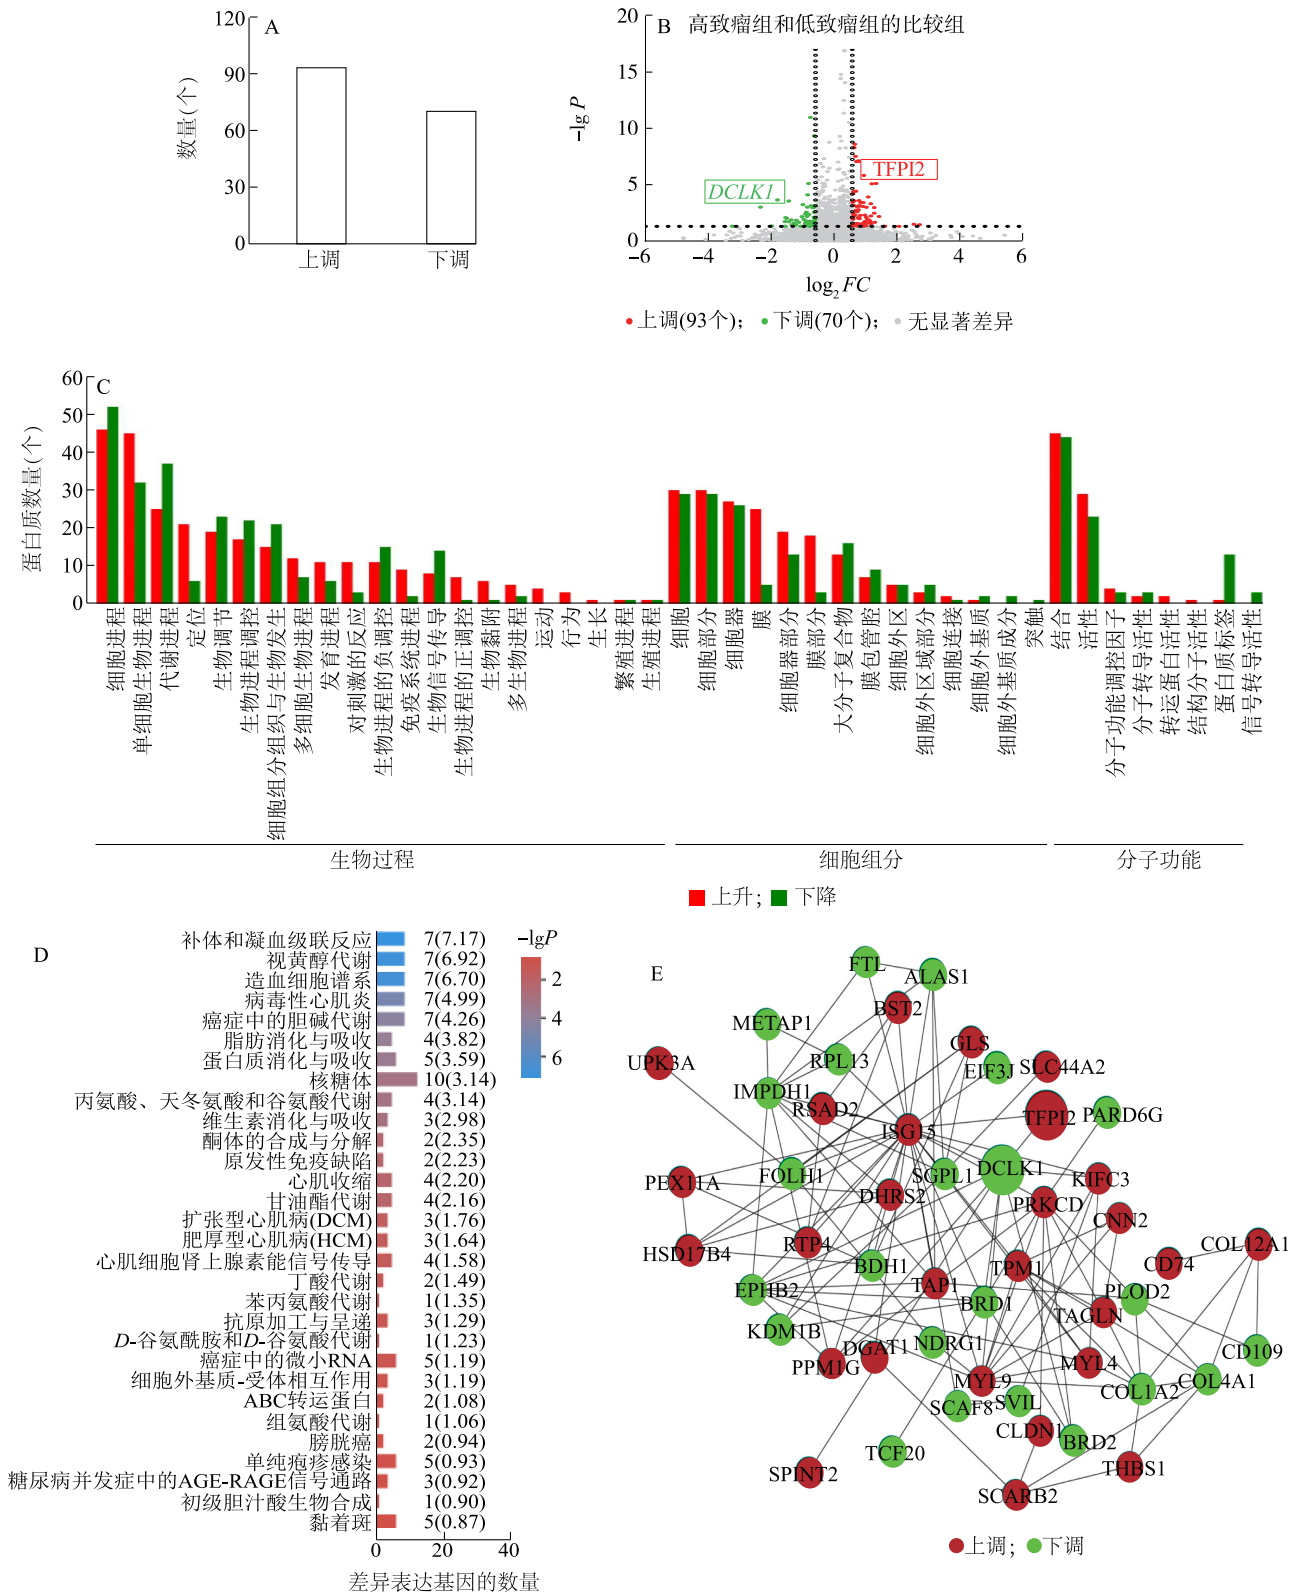 A
120
90
60
30
0
数量(个)
上调
下调
B 高致瘤组和低致瘤组的比较组
20
15
10
5
0
-lg P
DCLK1
TFPI2
−6 −4 −2 0 2 4 6
log₂FC
上调(93个); 下调(70个); 无显著差异
C
60
50
40
30
20
10
0
蛋白质数量(个)
细胞进程
单细胞生物进程
代谢进程
定位
生物调节
生物进程调控
细胞组分组织与生物发生
多细胞生物进程
发育进程
对刺激的反应
生物进程的负调控
免疫系统进程
生物信号传导
生物进程的正调控
生物黏附
多生物进程
运动
行为
生长
繁殖进程
生殖进程
细胞
细胞部分
细胞器
膜
细胞器部分
膜部分
大分子复合物
膜包管腔
细胞外区
细胞外区域部分
细胞连接
细胞外基质
细胞外基质成分
突触
结合
活性
分子功能调控因子
分子转导活性
转运蛋白活性
结构分子活性
蛋白质标签
信号转导活性
生物过程
细胞组分
分子功能
上升; 下降
D
补体和凝血级联反应 7(7.17)
视黄醇代谢 7(6.92)
造血细胞谱系 7(6.70)
病毒性心肌炎 7(4.99)
癌症中的胆碱代谢 7(4.26)
脂肪消化与吸收 4(3.82)
蛋白质消化与吸收 5(3.59)
核糖体 10(3.14)
丙氨酸、天冬氨酸和谷氨酸代谢 4(3.14)
维生素消化与吸收 3(2.98)
酮体的合成与分解 2(2.35)
原发性免疫缺陷 2(2.23)
心肌收缩 4(2.20)
甘油酯代谢 4(2.16)
扩张型心肌病(DCM) 3(1.76)
肥厚型心肌病(HCM) 3(1.64)
心肌细胞肾上腺素能信号传导 4(1.58)
丁酸代谢 2(1.49)
苯丙氨酸代谢 1(1.35)
抗原加工与呈递 3(1.29)
D-谷氨酰胺和D-谷氨酸代谢 1(1.23)
癌症中的微小RNA 5(1.19)
细胞外基质-受体相互作用 3(1.19)
ABC转运蛋白 2(1.08)
组氨酸代谢 1(1.06)
膀胱癌 2(0.94)
单纯疱疹感染 5(0.93)
糖尿病并发症中的AGE-RAGE信号通路 3(0.92)
初级胆汁酸生物合成 1(0.90)
黏着斑 5(0.87)
0 20 40
差异表达基因的数量
−lgP
2
4
6
E
FTL
ALAS1
BST2
METAP1
GLS
UPK3A
RPL13
EIF3J
SLC44A2
IMPDH1
RSAD2
TFPI2
PARD6G
ISG15
FOLH1
SGPL1
DCLK1
KIFC3
PEX11A
DHRS2
PRKCD
CNN2
HSD17B4
RTP4
COL12A1
CD74
BDH1
TPM1
TAP1
EPHB2
PLOD2
BRD1
TAGLN
KDM1B
NDRG1
DGAT1
PPM1G
MYL4
CD109
MYL9
COL4A1
COL1A2
SCAF8
SVIL
CLDN1
BRD2
TCF20
SPINT2
THBS1
SCARB2
上调; 下调